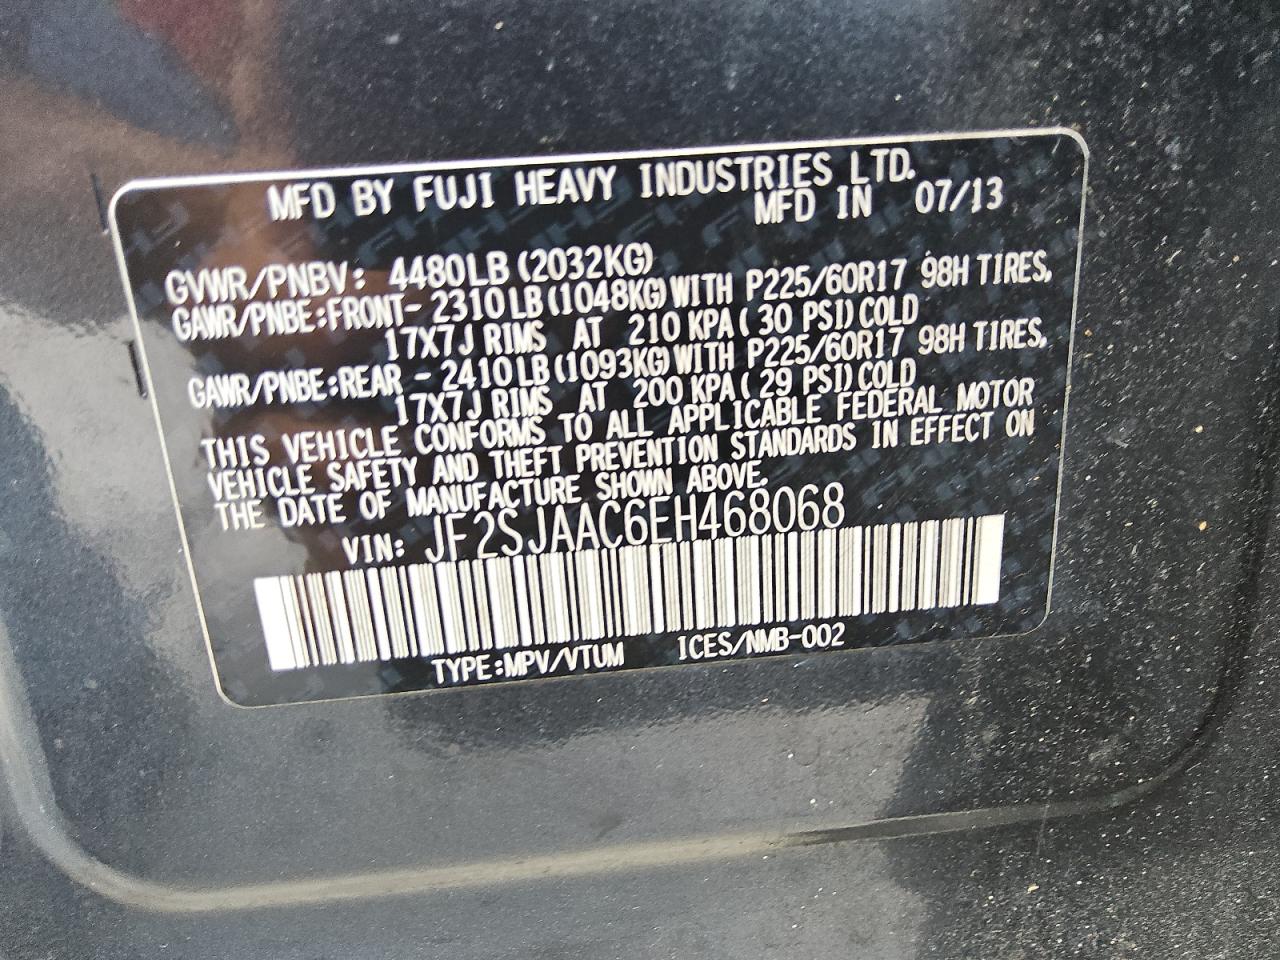 MFD BY FUJI HEAVY INDUSTRIES LTD.
MFD IN 07/13
GVWR/PNBV: 4480LB (2032KG)
GAWR/PNBE:FRONT- 2310 LB (1048KG) WITH P225/60R17 98H TIRES,
17X7J RIMS AT 210 KPA ( 30 PSI) COLD
GAWR/PNBE:REAR - 2410 LB (1093KG) WITH P225/60R17 98H TIRES,
17X7J RIMS AT 200 KPA ( 29 PSI) COLD
THIS VEHICLE CONFORMS TO ALL APPLICABLE FEDERAL MOTOR
VEHICLE SAFETY AND THEFT PREVENTION STANDARDS IN EFFECT ON
THE DATE OF MANUFACTURE SHOWN ABOVE.
VIN: JF2SJAAC6EH468068
TYPE:MPV/VTUM ICES/NMB-002